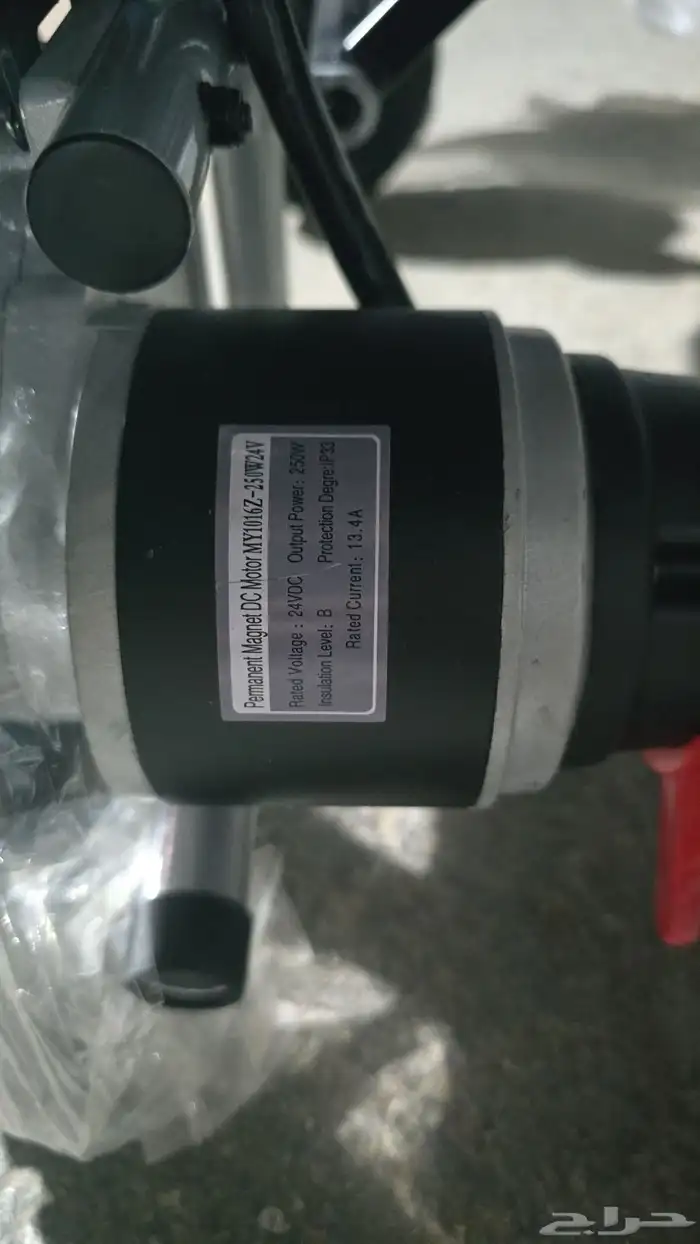 Permanent Magnet DC Motor MY1016Z-250W24V
Rated Voltage: 24VDC Output Power: 250W
Insulation Level: B Protection Degre:IP33
Rated Current: 13.4A
حراج